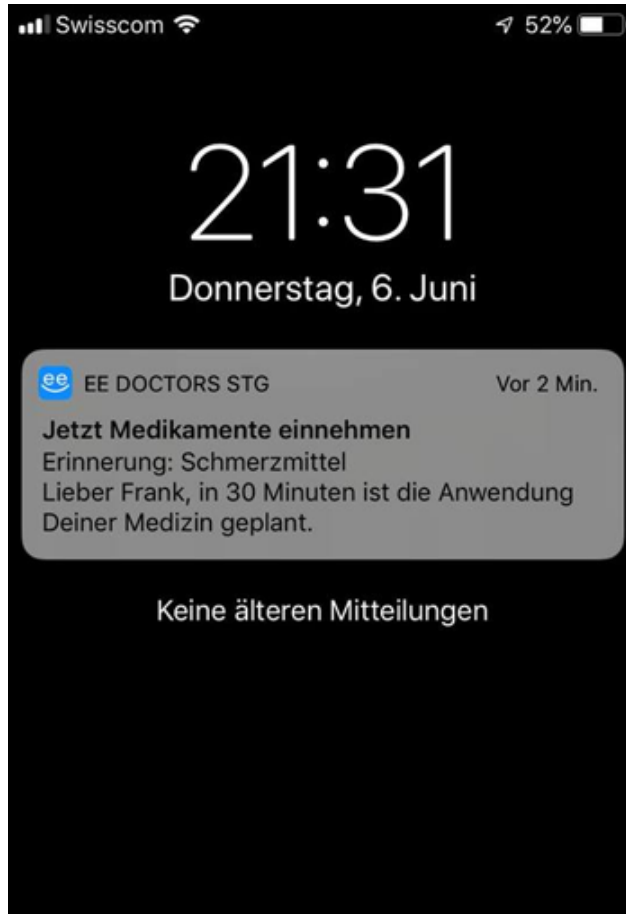 Swisscom 52%
21:31
Donnerstag, 6. Juni
ee EE DOCTORS STG Vor 2 Min.
Jetzt Medikamente einnehmen
Erinnerung: Schmerzmittel
Lieber Frank, in 30 Minuten ist die Anwendung
Deiner Medizin geplant.
Keine älteren Mitteilungen